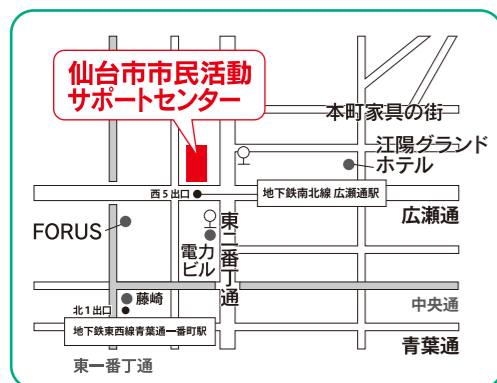 仙台市市民活動
サポートセンター
本町家具の街
江陽グランド
ホテル
西5出口
地下鉄南北線 広瀬通駅
広瀬通
FORUS
電力
ビル
東二番丁通
藤崎
中央通
北1出口
地下鉄東西線青葉通一番町駅
青葉通
東一番丁通